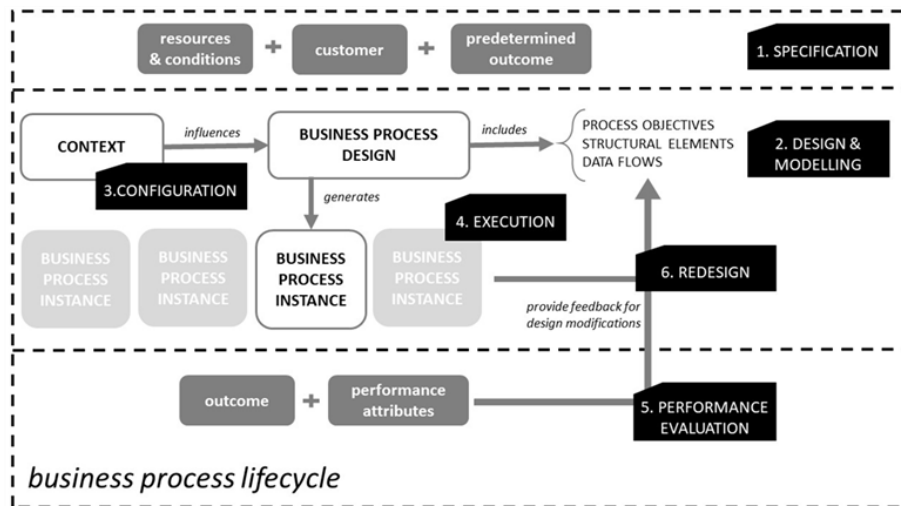 resources
& conditions
+
customer
+
predetermined
outcome
1. SPECIFICATION
CONTEXT
influences
BUSINESS PROCESS
DESIGN
includes
PROCESS OBJECTIVES
STRUCTURAL ELEMENTS
DATA FLOWS
2. DESIGN &
MODELLING
3.CONFIGURATION
generates
4. EXECUTION
BUSINESS
PROCESS
INSTANCE
BUSINESS
PROCESS
INSTANCE
BUSINESS
PROCESS
INSTANCE
BUSINESS
PROCESS
INSTANCE
6. REDESIGN
provide feedback for
design modifications
outcome
+
performance
attributes
5. PERFORMANCE
EVALUATION
business process lifecycle